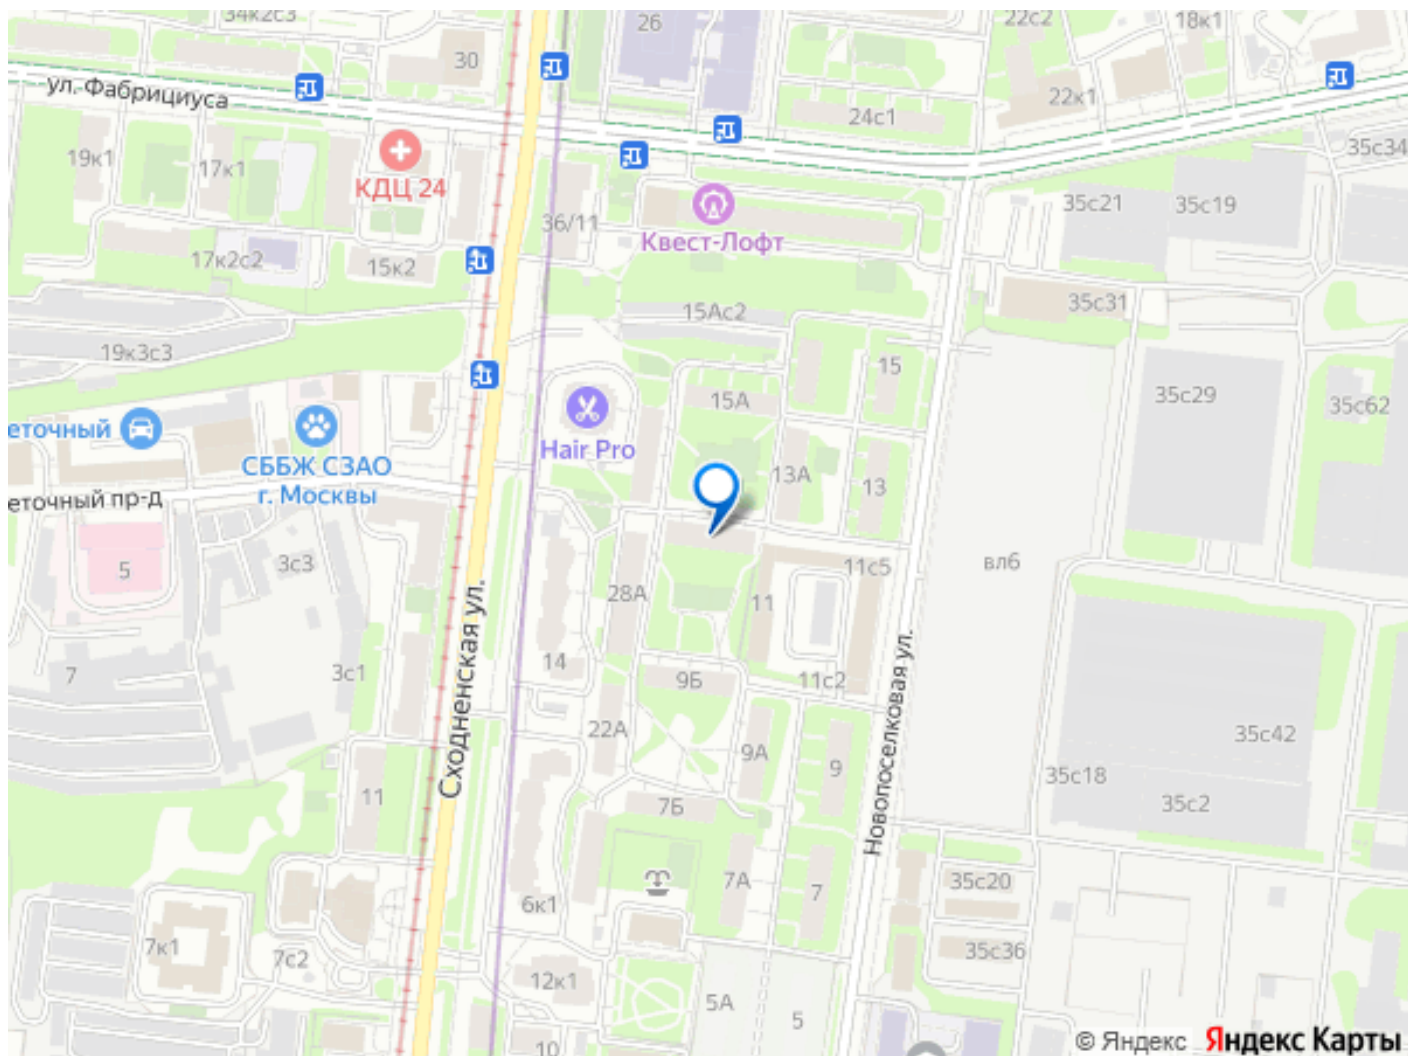 34к2с3
26
22с2
18к1
30
ул. Фабрициуса
22к1
24с1
19к1
17к1
35с34
КДЦ 24
36/11
35с21
35с19
Квест-Лофт
17к2с2
15к2
35с31
15Ас2
19к3с3
15
35с29
35с62
15А
еточный
Hair Pro
СББЖ СЗАО
г. Москвы
13А
13
еточный пр-д
5
3с3
11с5
вл6
28А
11
Сходненская ул.
14
7
3с1
9Б
11с2
Новопоселковая ул.
22А
9А
9
35с42
35с18
11
7Б
35с2
7А
7
35с20
6к1
7к1
7с2
35с36
12к1
5А
5
10
© Яндекс Яндекс Карты